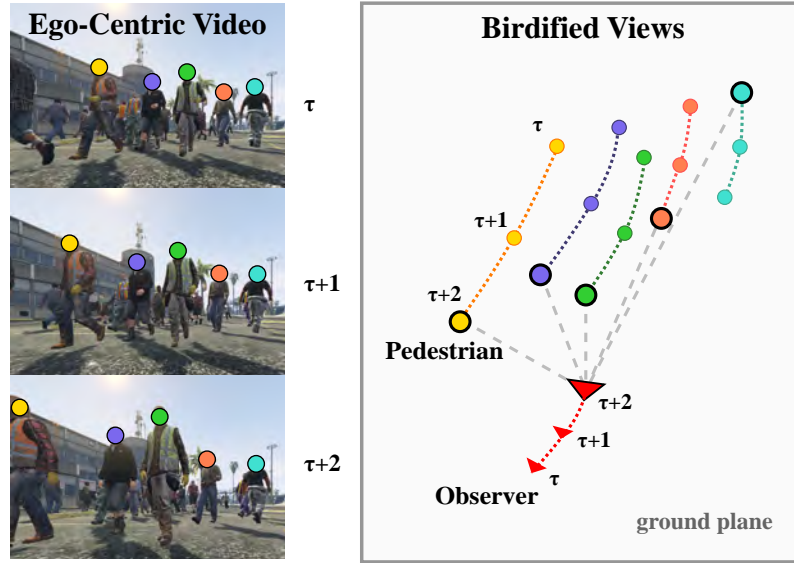 Ego-Centric Video
τ
τ+1
τ+2
Birdified Views
τ
τ+1
τ+2
Pedestrian
τ+2
τ+1
τ
Observer
ground plane